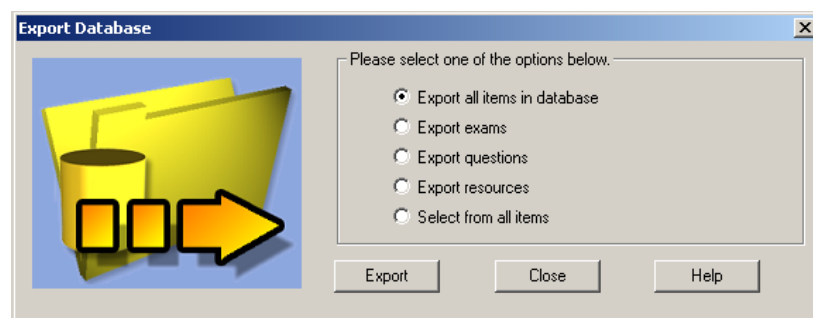 Export Database
Please select one of the options below.
Export all items in database
Export exams
Export questions
Export resources
Select from all items
Export Close Help